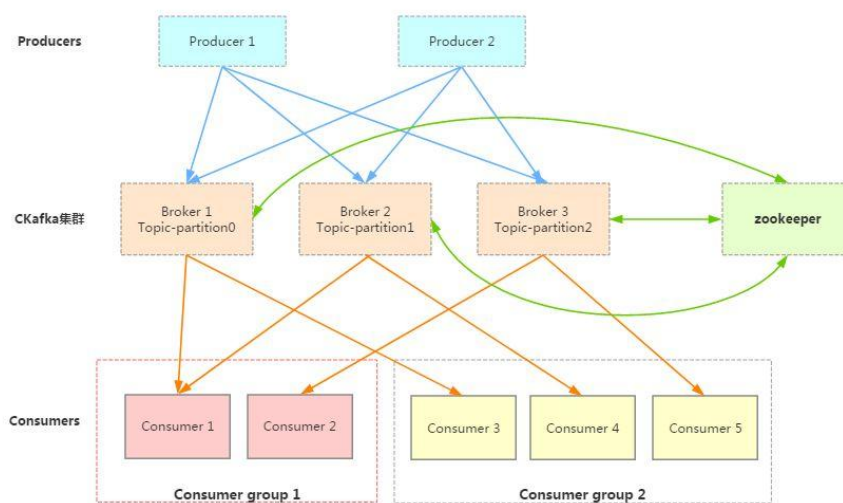 Producers
Producer 1
Producer 2
CKafka集群
Broker 1
Topic-partition0
Broker 2
Topic-partition1
Broker 3
Topic-partition2
zookeeper
Consumers
Consumer 1
Consumer 2
Consumer 3
Consumer 4
Consumer 5
Consumer group 1
Consumer group 2